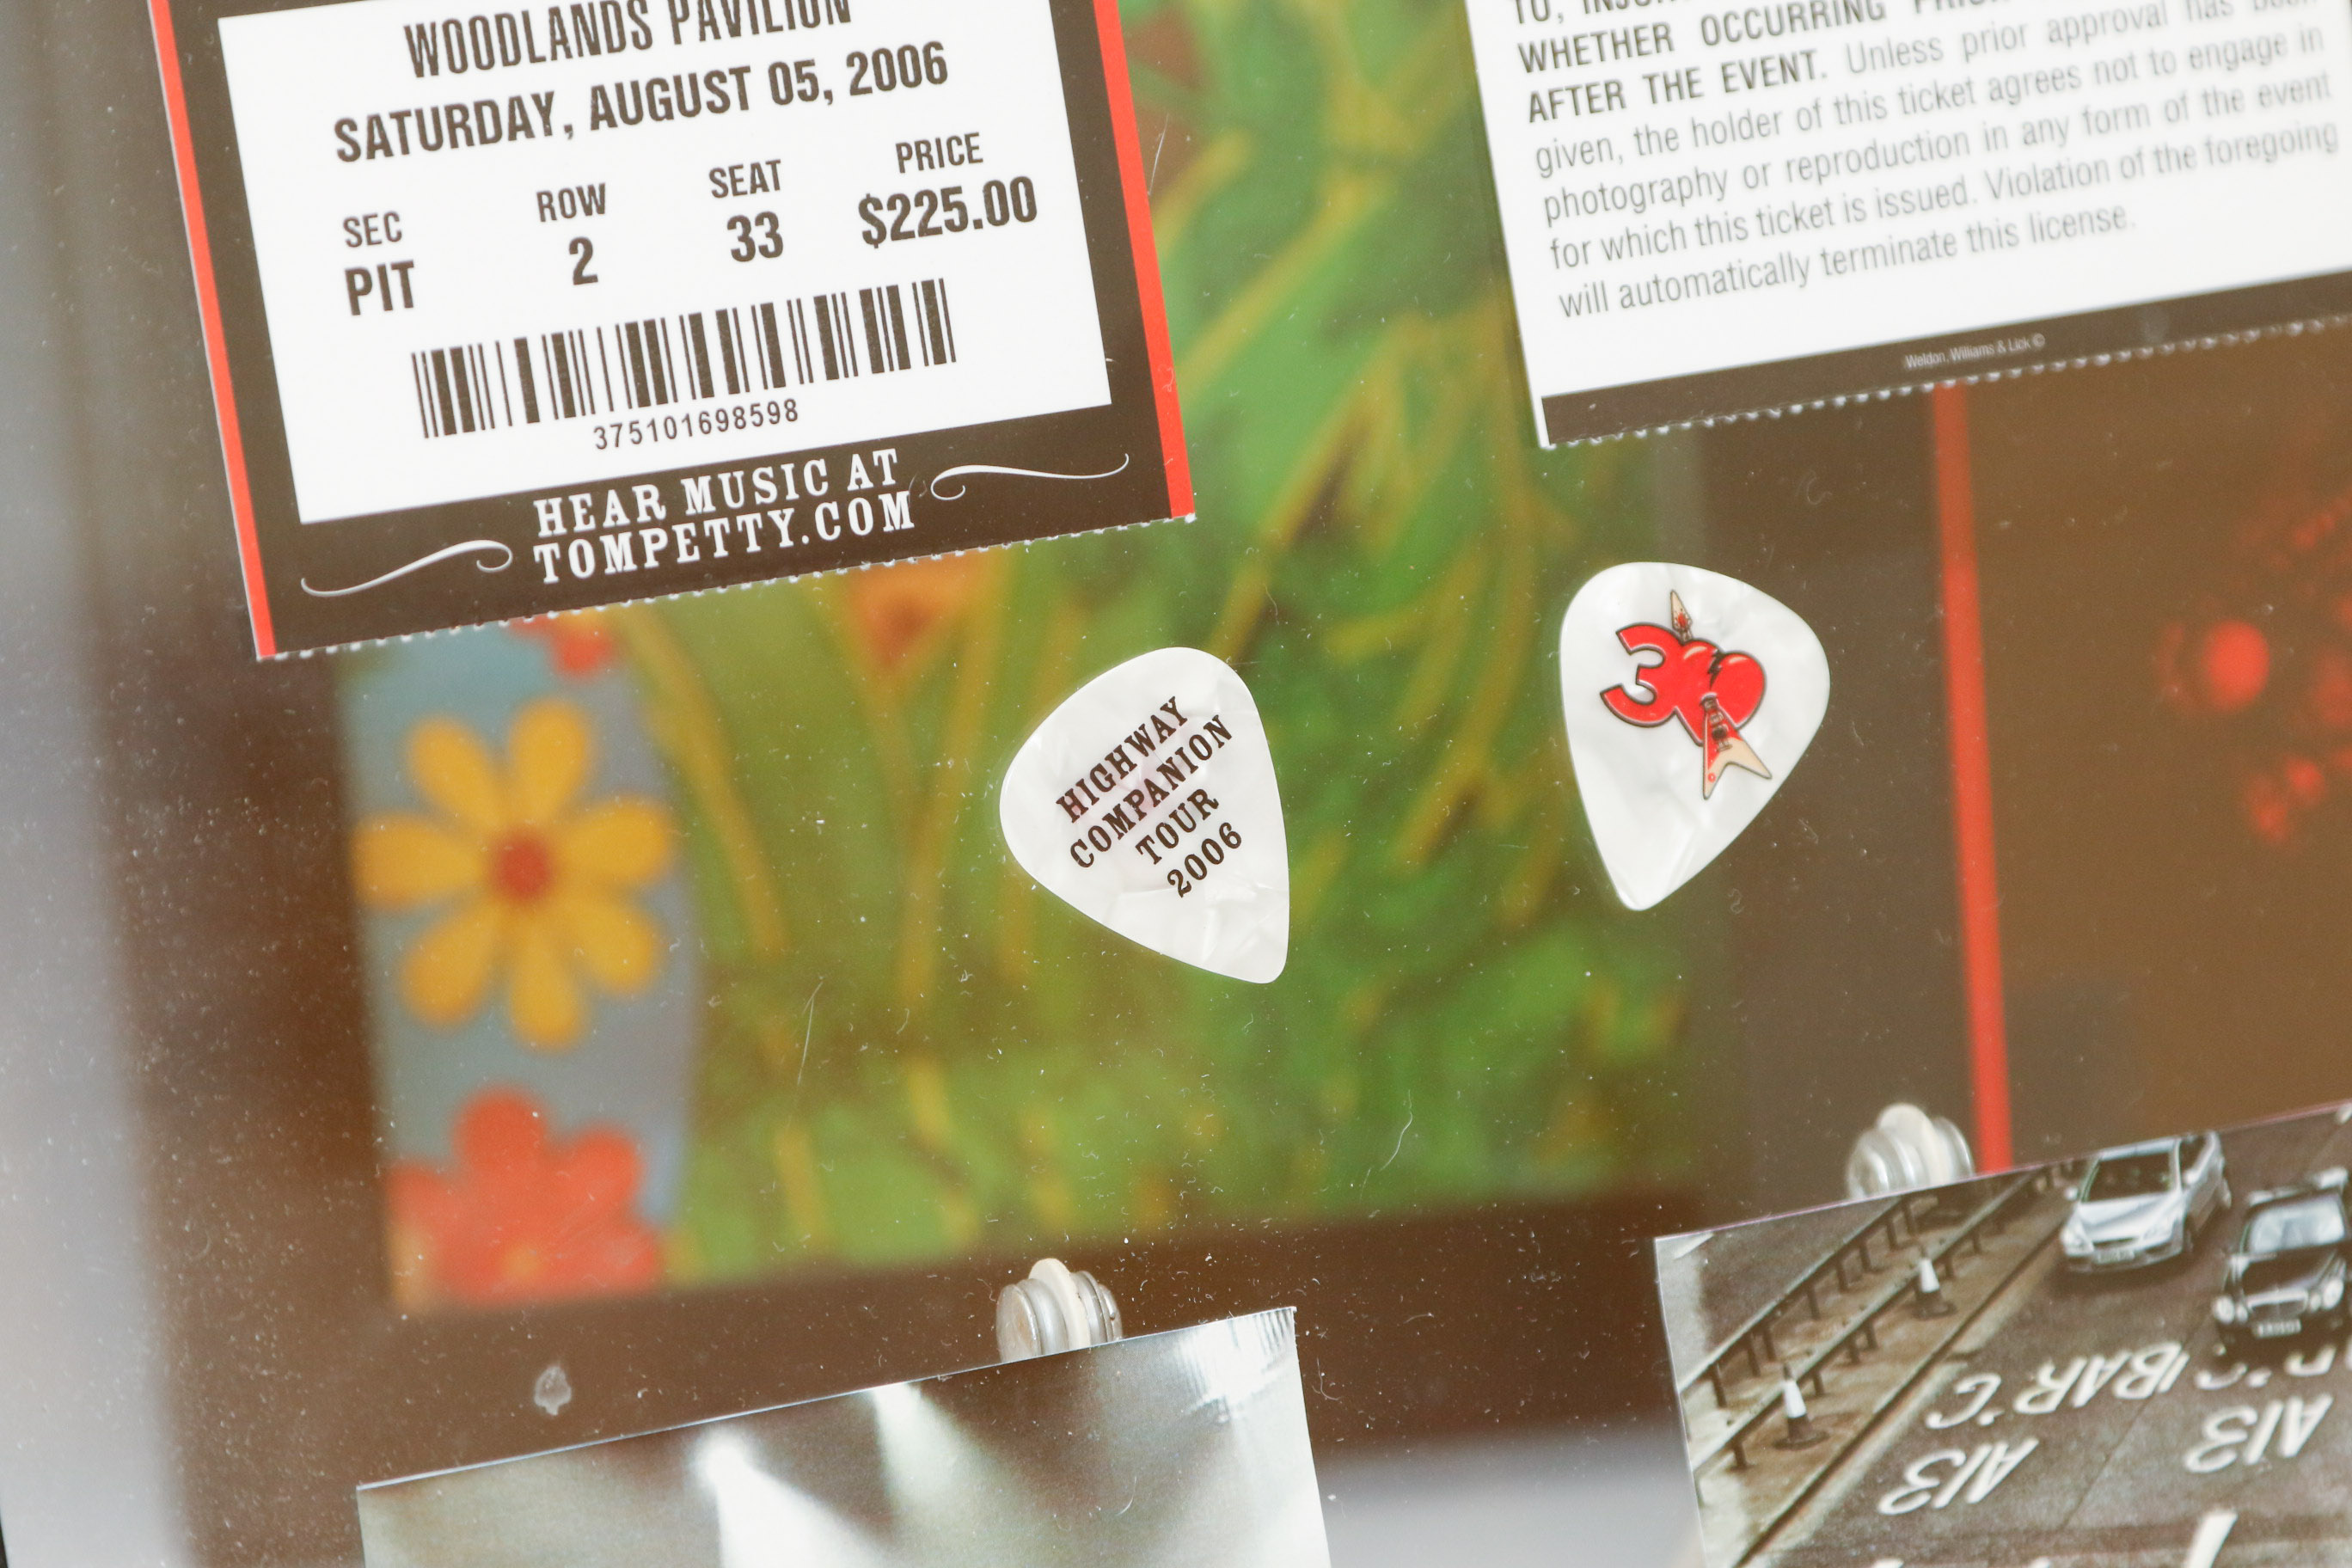 WOODLANDS PAVILION
SATURDAY, AUGUST 05, 2006
SEC ROW SEAT PRICE
PIT 2 33 $225.00
375101698598
HEAR MUSIC AT
TOMPETTY.COM
WHETHER OCCURRING
AFTER THE EVENT. Unless prior approval has been
given, the holder of this ticket agrees not to engage in
photography or reproduction in any form of the event
for which this ticket is issued. Violation of the foregoing
will automatically terminate this license.
Weldon, Williams & Lick ©
HIGHWAY
COMPANION
TOUR
2006
30
A13
A13